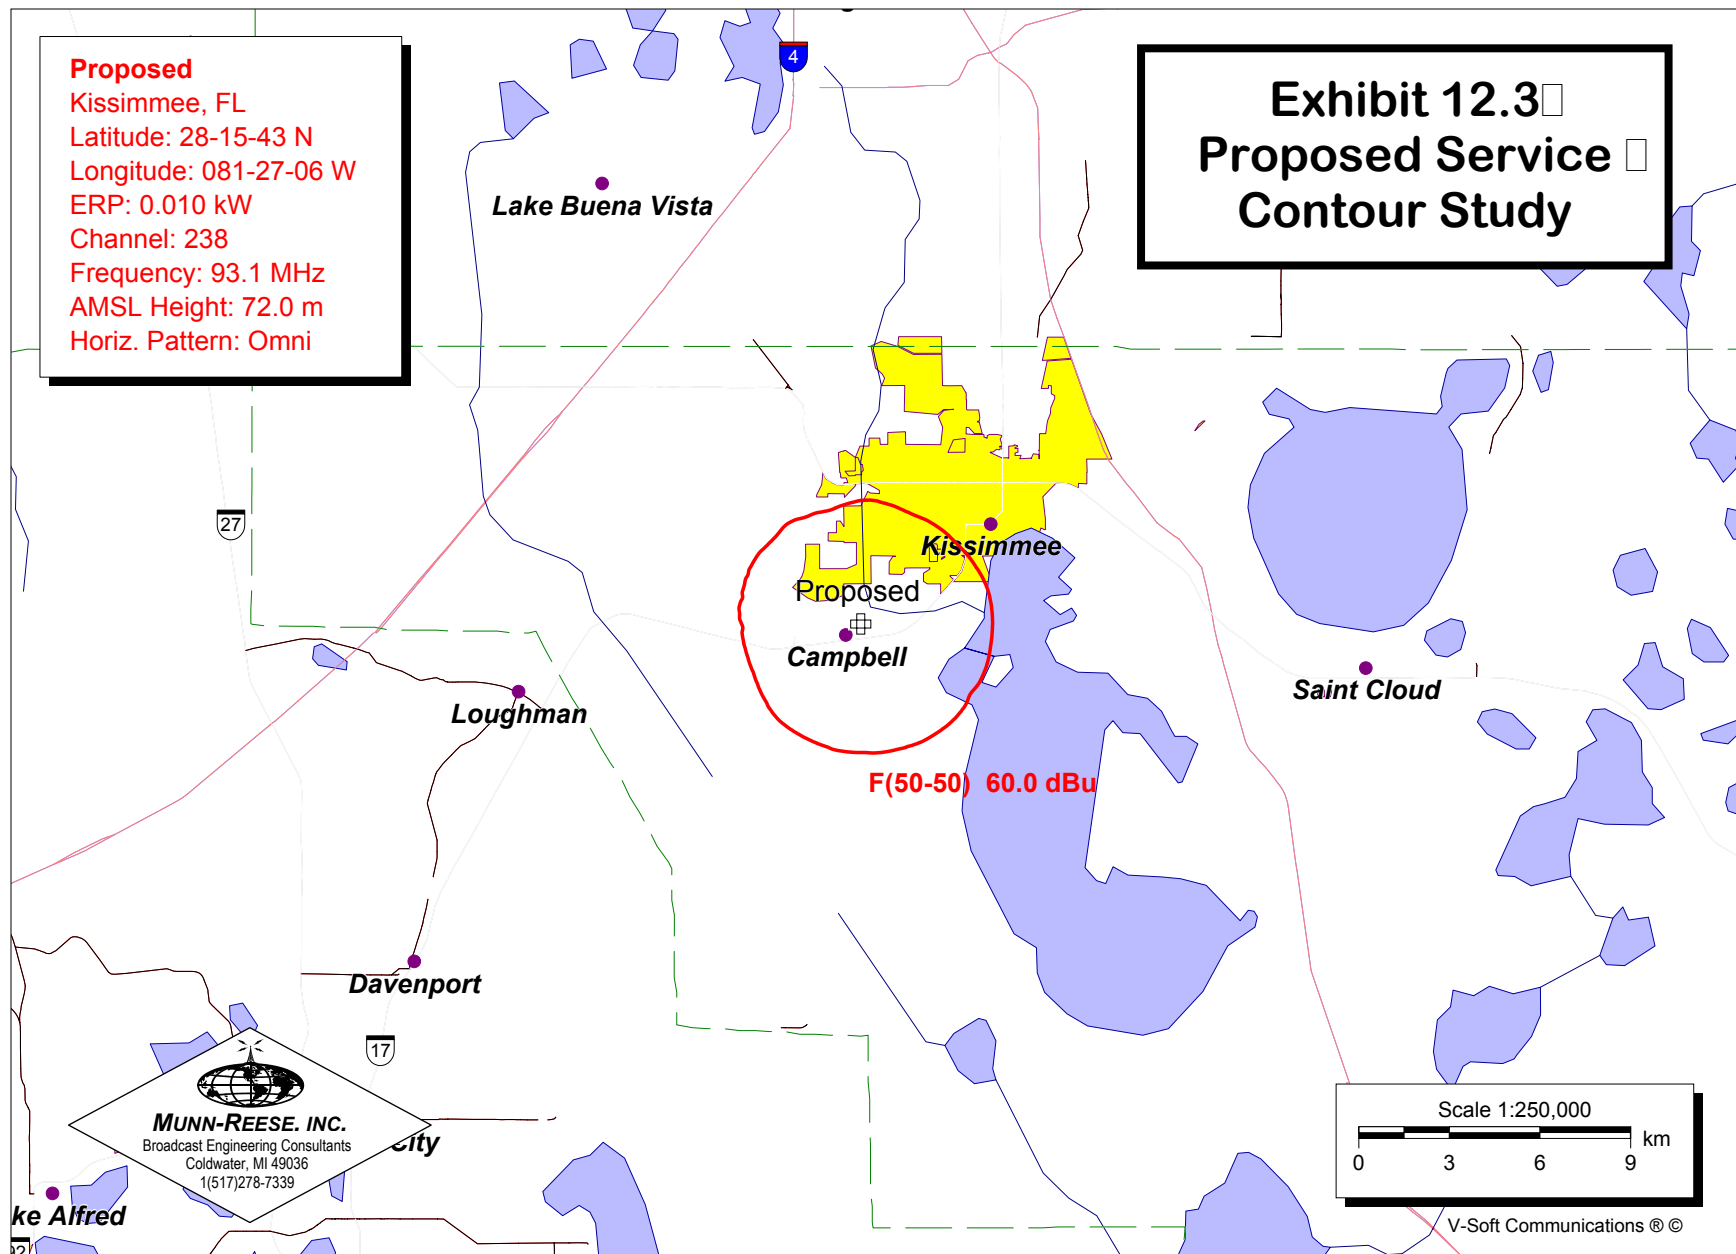 Proposed
Kissimmee, FL
Latitude: 28-15-43 N
Longitude: 081-27-06 W
ERP: 0.010 kW
Channel: 238
Frequency: 93.1 MHz
AMSL Height: 72.0 m
Horiz. Pattern: Omni
4
Exhibit 12.3
Proposed Service
Contour Study
Lake Buena Vista
27
Kissimmee
Proposed
Campbell
Saint Cloud
Loughman
F(50-50) 60.0 dBu
Davenport
17
MUNN-REESE. INC.
Broadcast Engineering Consultants
Coldwater, MI 49036
1(517)278-7339
City
ke Alfred
Scale 1:250,000
km
0 3 6 9
V-Soft Communications ® ©